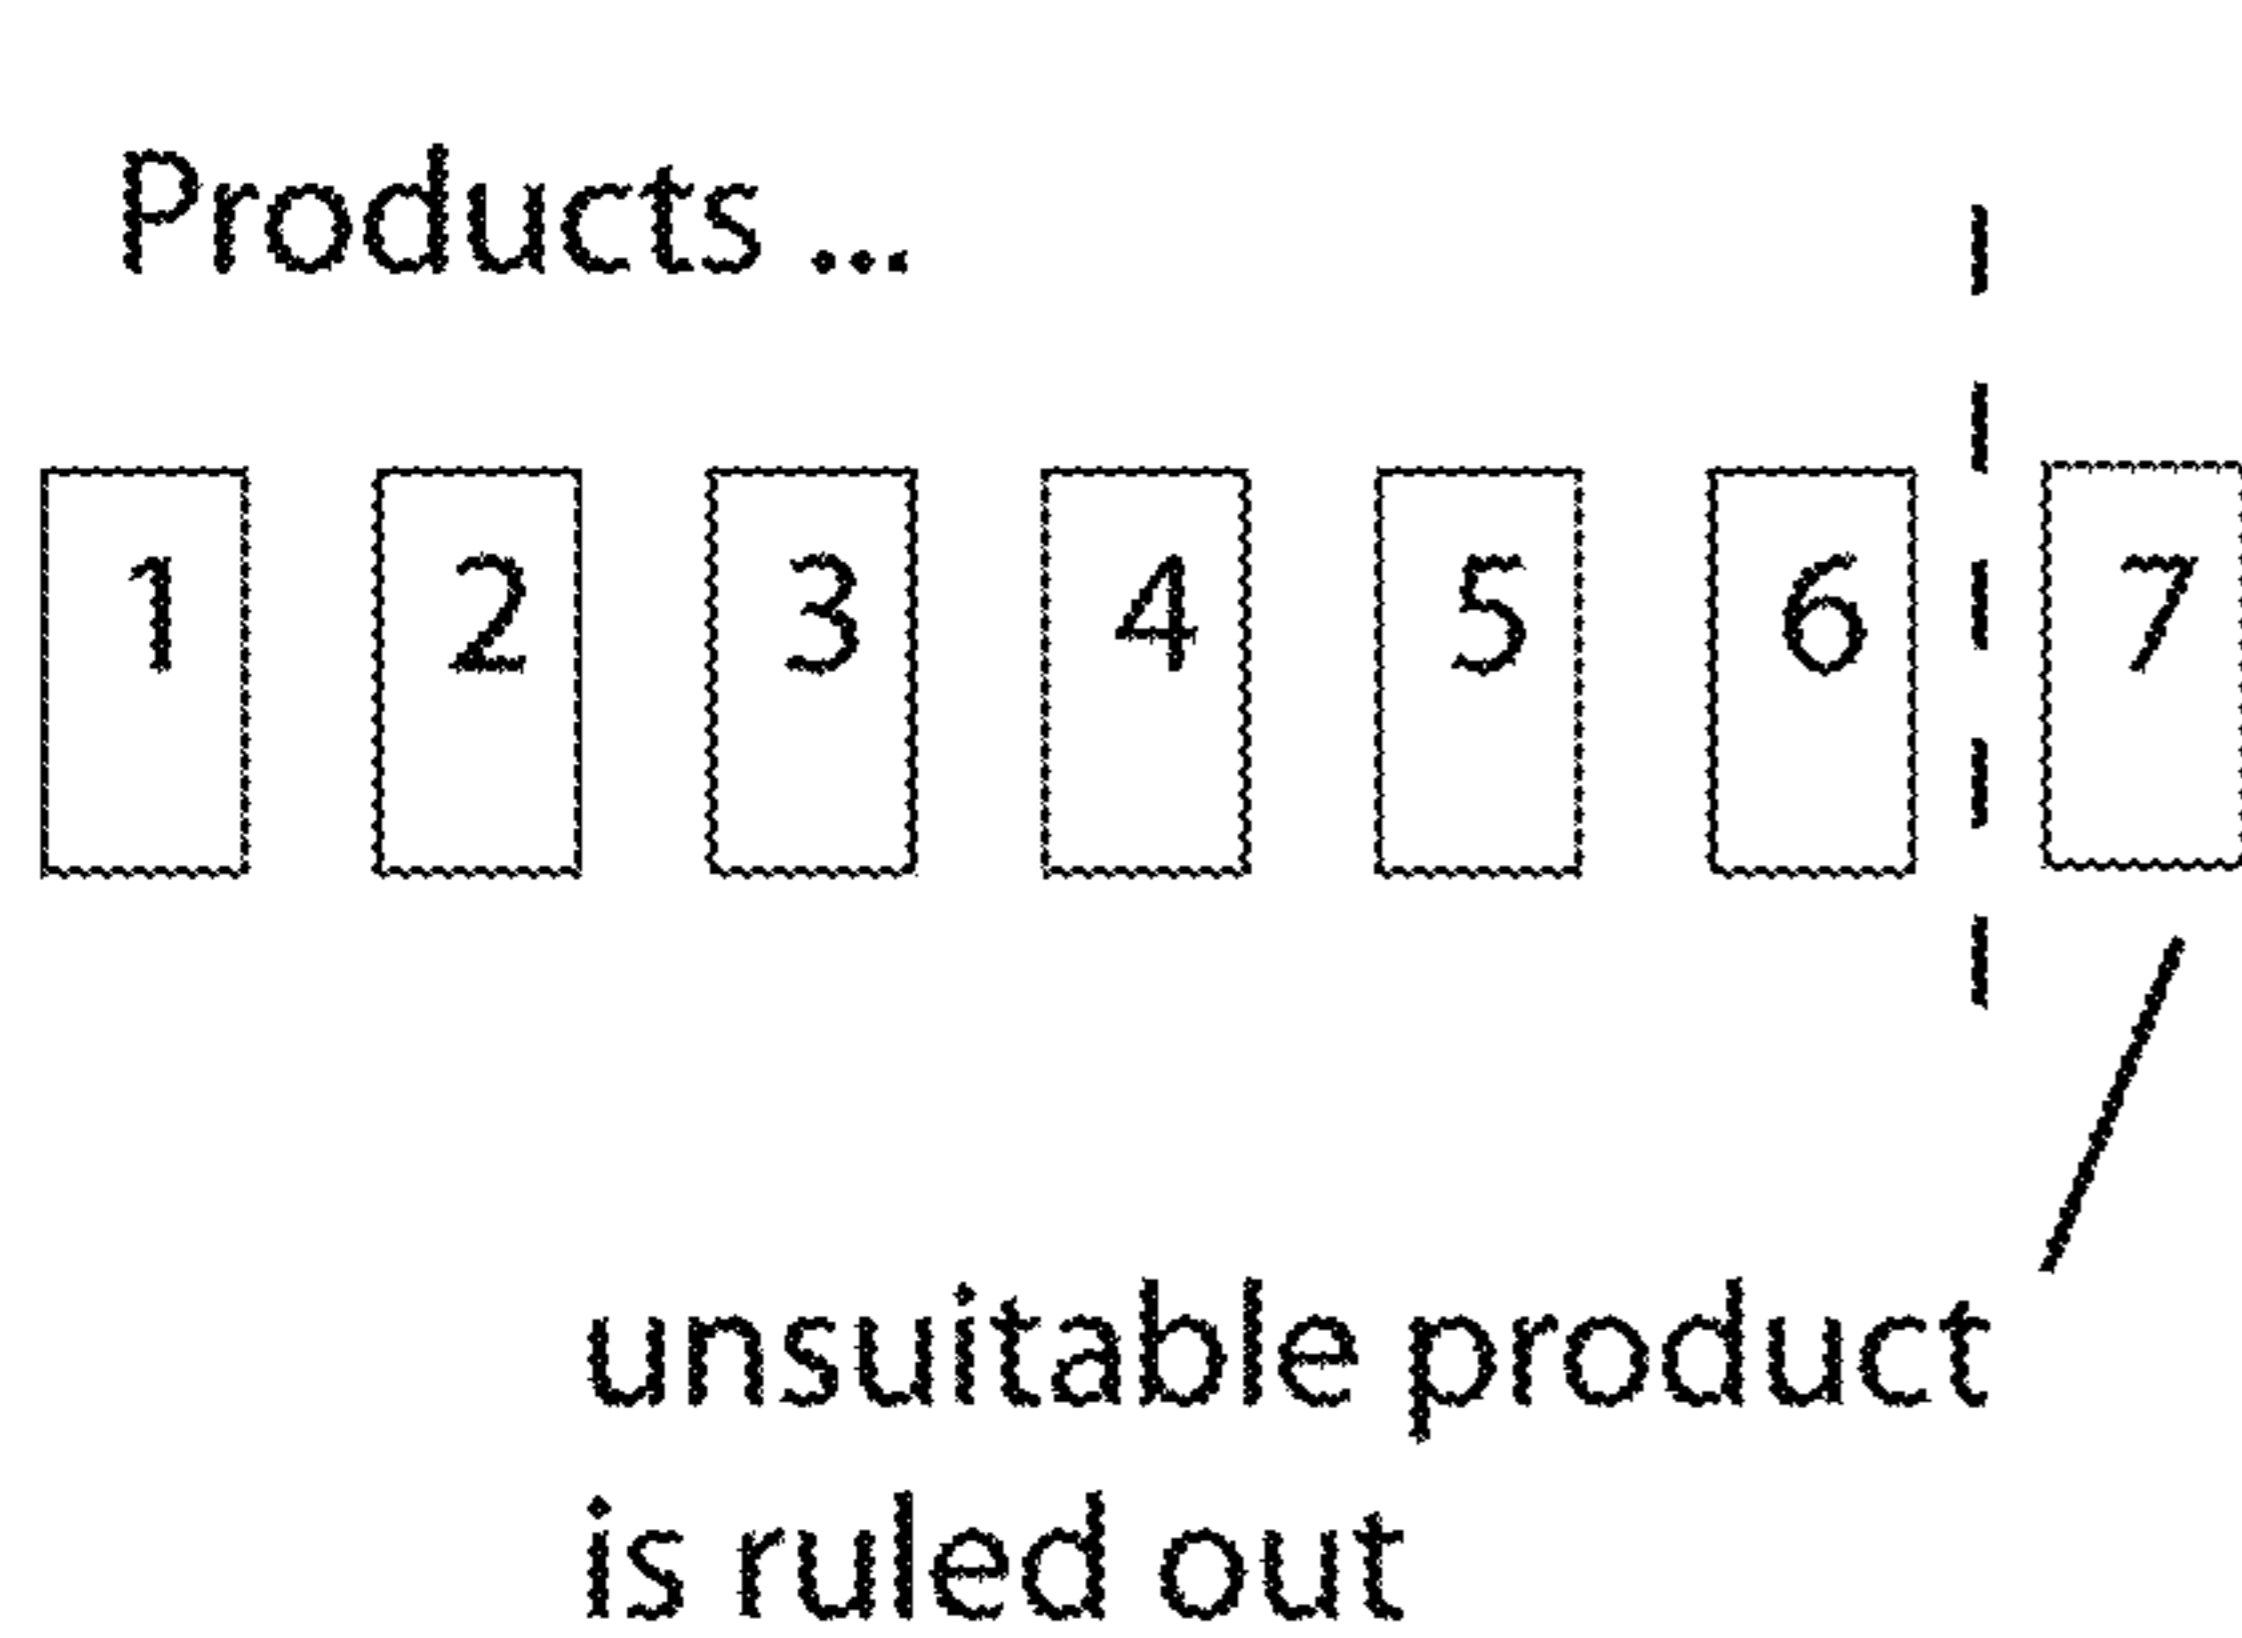 Products ...
1 2 3 4 5 6 7
unsuitable product
is ruled out